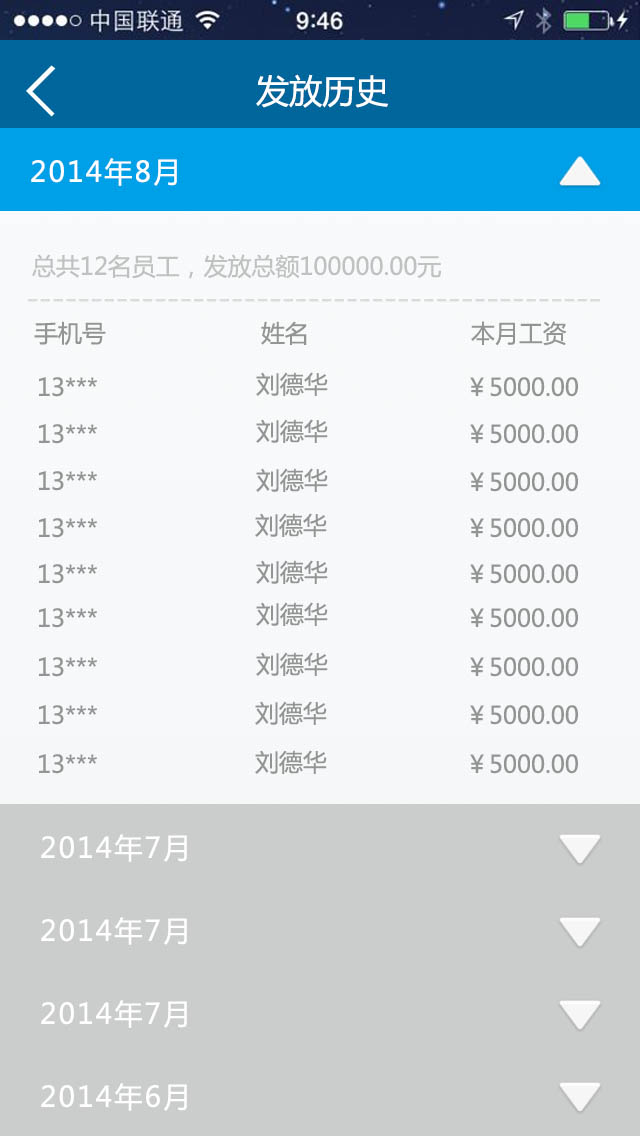 中国联通 9:46
发放历史
2014年8月
总共12名员工，发放总额100000.00元
手机号 姓名 本月工资
13*** 刘德华 ¥5000.00
13*** 刘德华 ¥5000.00
13*** 刘德华 ¥5000.00
13*** 刘德华 ¥5000.00
13*** 刘德华 ¥5000.00
13*** 刘德华 ¥5000.00
13*** 刘德华 ¥5000.00
13*** 刘德华 ¥5000.00
13*** 刘德华 ¥5000.00
2014年7月
2014年7月
2014年7月
2014年6月